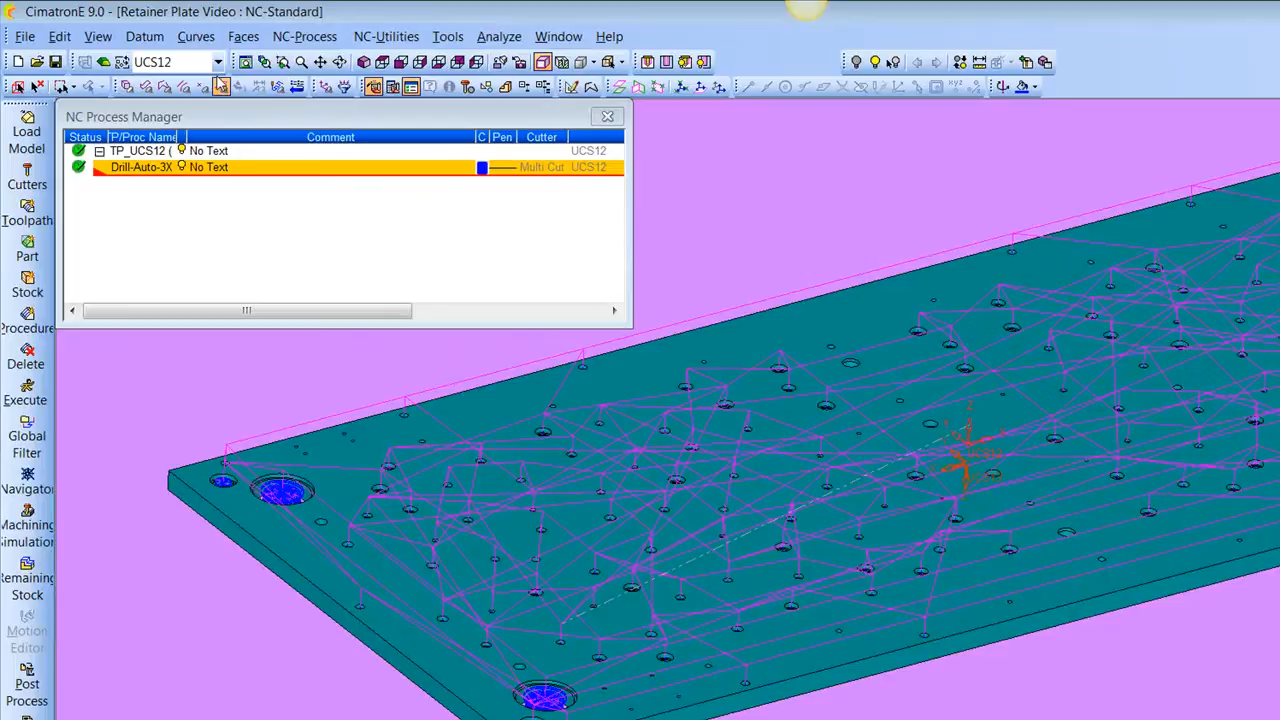 CimatronE 9.0 - [Retainer Plate Video : NC-Standard]
File Edit View Datum Curves Faces NC-Process NC-Utilities Tools Analyze Window Help
UCS12
NC Process Manager
Status TP/Proc Name Comment C Pen Cutter
TP_UCS12 ( No Text UCS12
Drill-Auto-3X No Text Multi Cut UCS12
Load
Model
Cutters
Toolpath
Part
Stock
Procedure
Delete
Execute
Global
Filter
Navigator
Machining
Simulation
Remaining
Stock
Motion
Editor
Post
Process